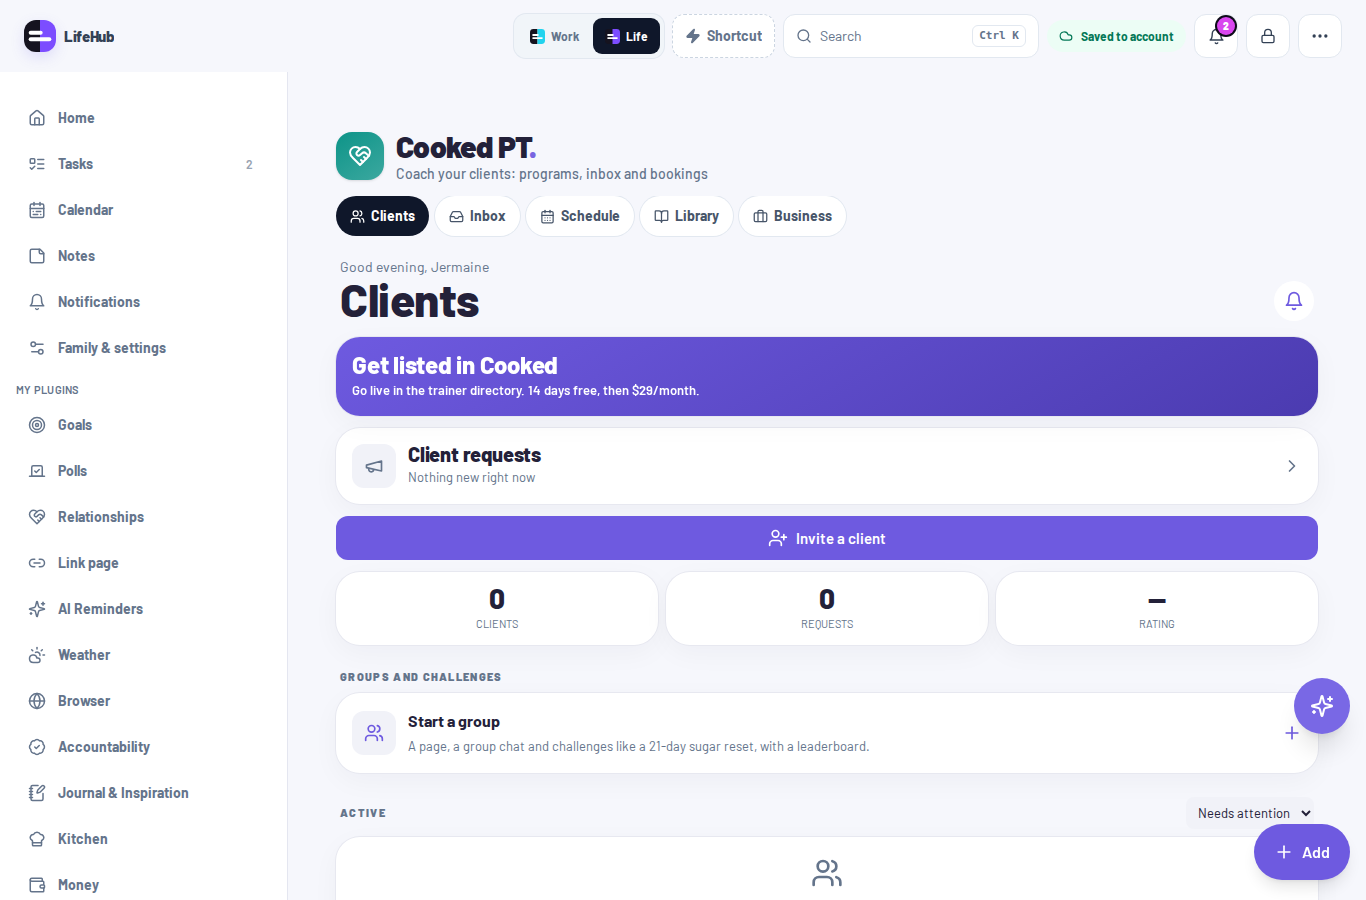 LifeHub
Work
Life
Shortcut
Search
Ctrl K
Saved to account
2
Home
Tasks
2
Calendar
Notes
Notifications
Family & settings
MY PLUGINS
Goals
Polls
Relationships
Link page
AI Reminders
Weather
Browser
Accountability
Journal & Inspiration
Kitchen
Money
Cooked PT.
Coach your clients: programs, inbox and bookings
Clients
Inbox
Schedule
Library
Business
Good evening, Jermaine
Clients
Get listed in Cooked
Go live in the trainer directory. 14 days free, then $29/month.
Client requests
Nothing new right now
Invite a client
0
CLIENTS
0
REQUESTS
–
RATING
GROUPS AND CHALLENGES
Start a group
A page, a group chat and challenges like a 21-day sugar reset, with a leaderboard.
ACTIVE
Needs attention
Add